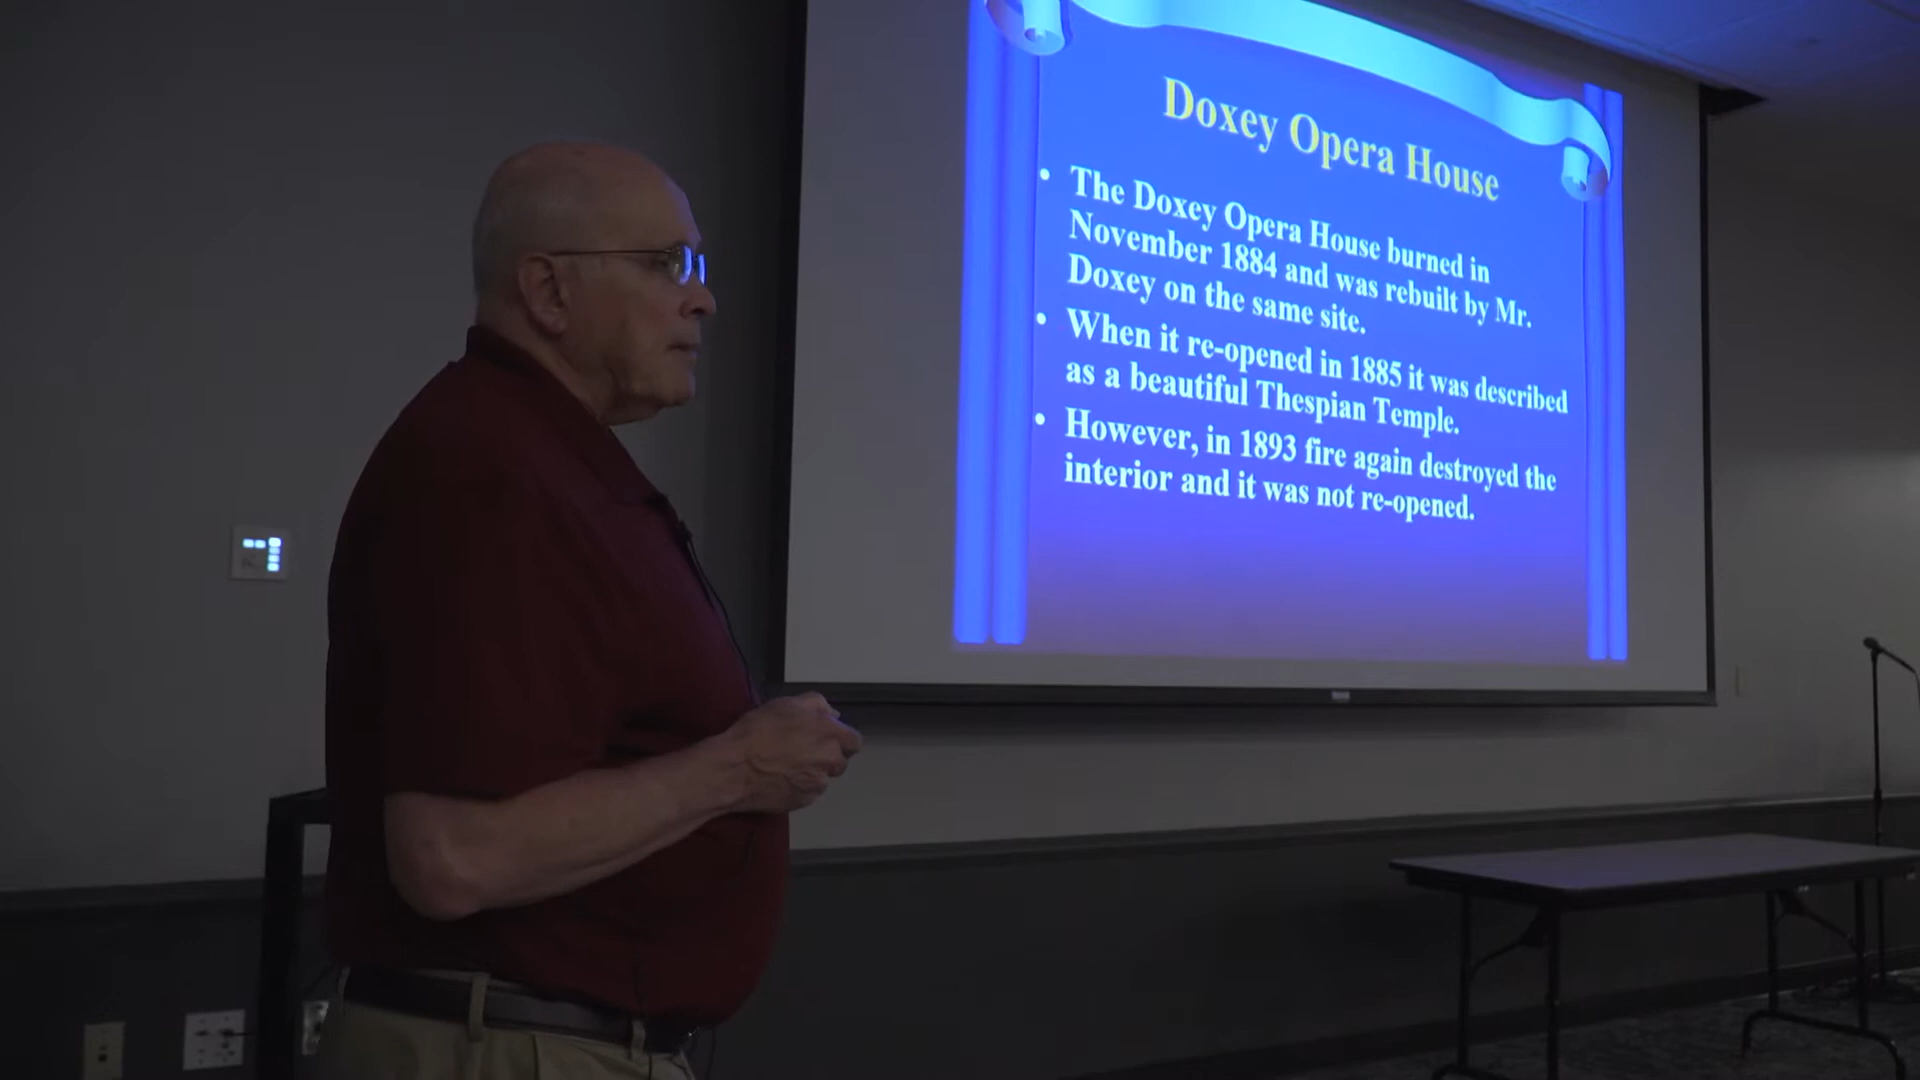 Doxey Opera House
• The Doxey Opera House burned in
November 1884 and was rebuilt by Mr.
Doxey on the same site.
• When it re-opened in 1885 it was described
as a beautiful Thespian Temple.
• However, in 1893 fire again destroyed the
interior and it was not re-opened.